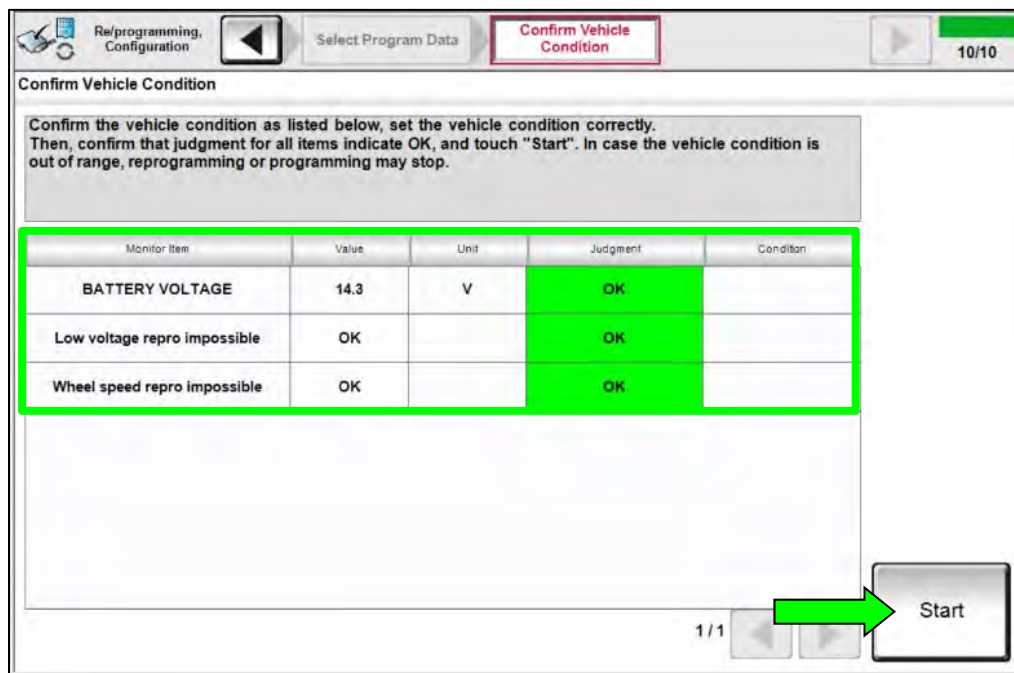 Re/programming,
Configuration
Select Program Data
Confirm Vehicle
Condition
10/10
Confirm Vehicle Condition
Confirm the vehicle condition as listed below, set the vehicle condition correctly.
Then, confirm that judgment for all items indicate OK, and touch "Start". In case the vehicle condition is
out of range, reprogramming or programming may stop.
Monitor Item Value Unit Judgment Condition
BATTERY VOLTAGE 14.3 V OK
Low voltage repro impossible OK OK
Wheel speed repro impossible OK OK
Start
1/1